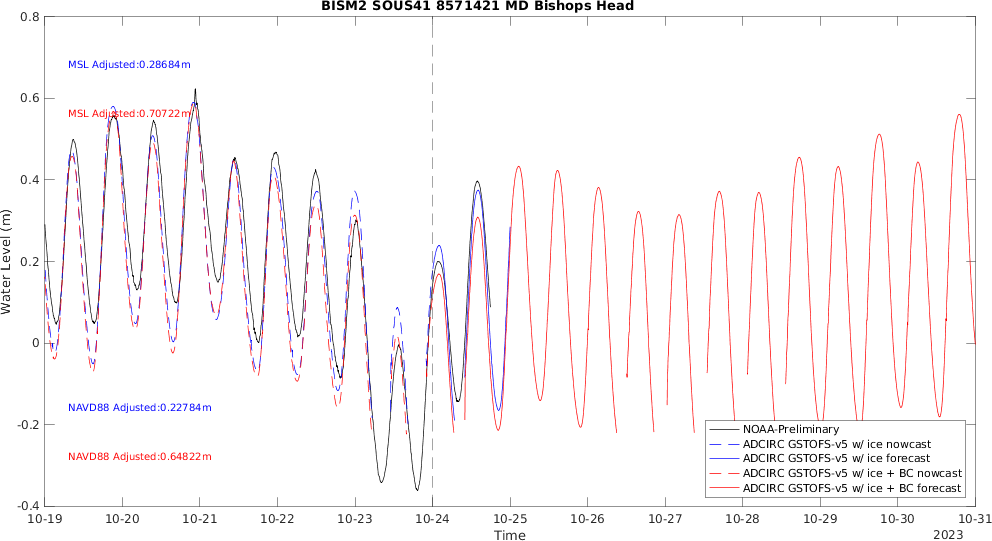 BISM2 SOUS41 8571421 MD Bishops Head
0.8
0.6
0.4
0.2
0
-0.2
-0.4
Water Level (m)
MSL Adjusted:0.28684m
MSL Adjusted:0.70722m
NAVD88 Adjusted:0.22784m
NAVD88 Adjusted:0.64822m
NOAA-Preliminary
ADCIRC GSTOFS-v5 w/ ice nowcast
ADCIRC GSTOFS-v5 w/ ice forecast
ADCIRC GSTOFS-v5 w/ ice + BC nowcast
ADCIRC GSTOFS-v5 w/ ice + BC forecast
10-19 10-20 10-21 10-22 10-23 10-24 10-25 10-26 10-27 10-28 10-29 10-30 10-31
Time
2023